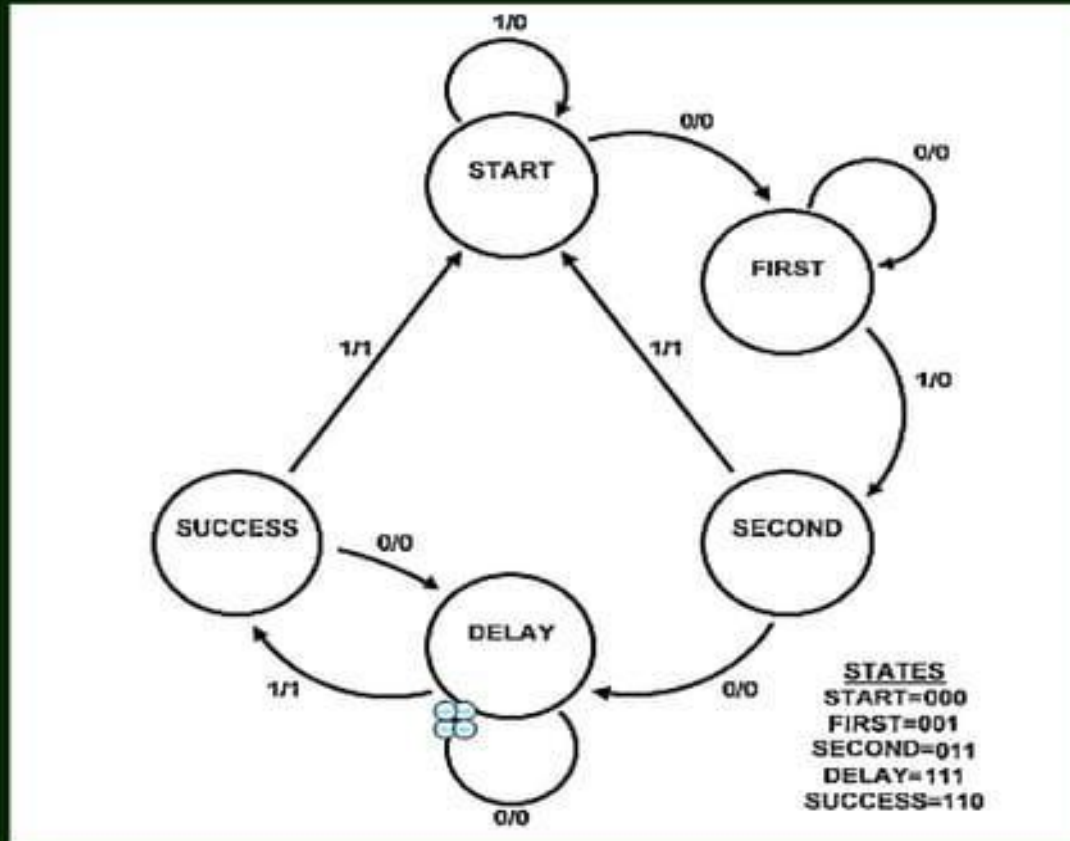 1/0
0/0
START
0/0
FIRST
1/1
1/1
1/0
SUCCESS
SECOND
0/0
DELAY
1/1
0/0
0/0
STATES
START=000
FIRST=001
SECOND=011
DELAY=111
SUCCESS=110